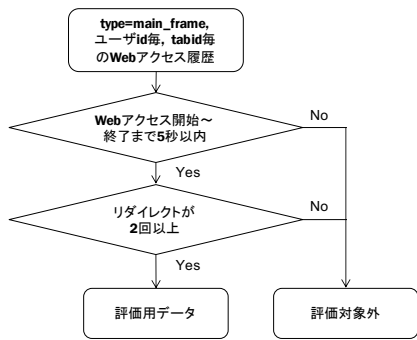 type=main_frame,
ユーザid毎, tabid毎
のWebアクセス履歴
Webアクセス開始～
終了まで5秒以内
No
Yes
リダイレクトが
2回以上
No
Yes
評価用データ
評価対象外